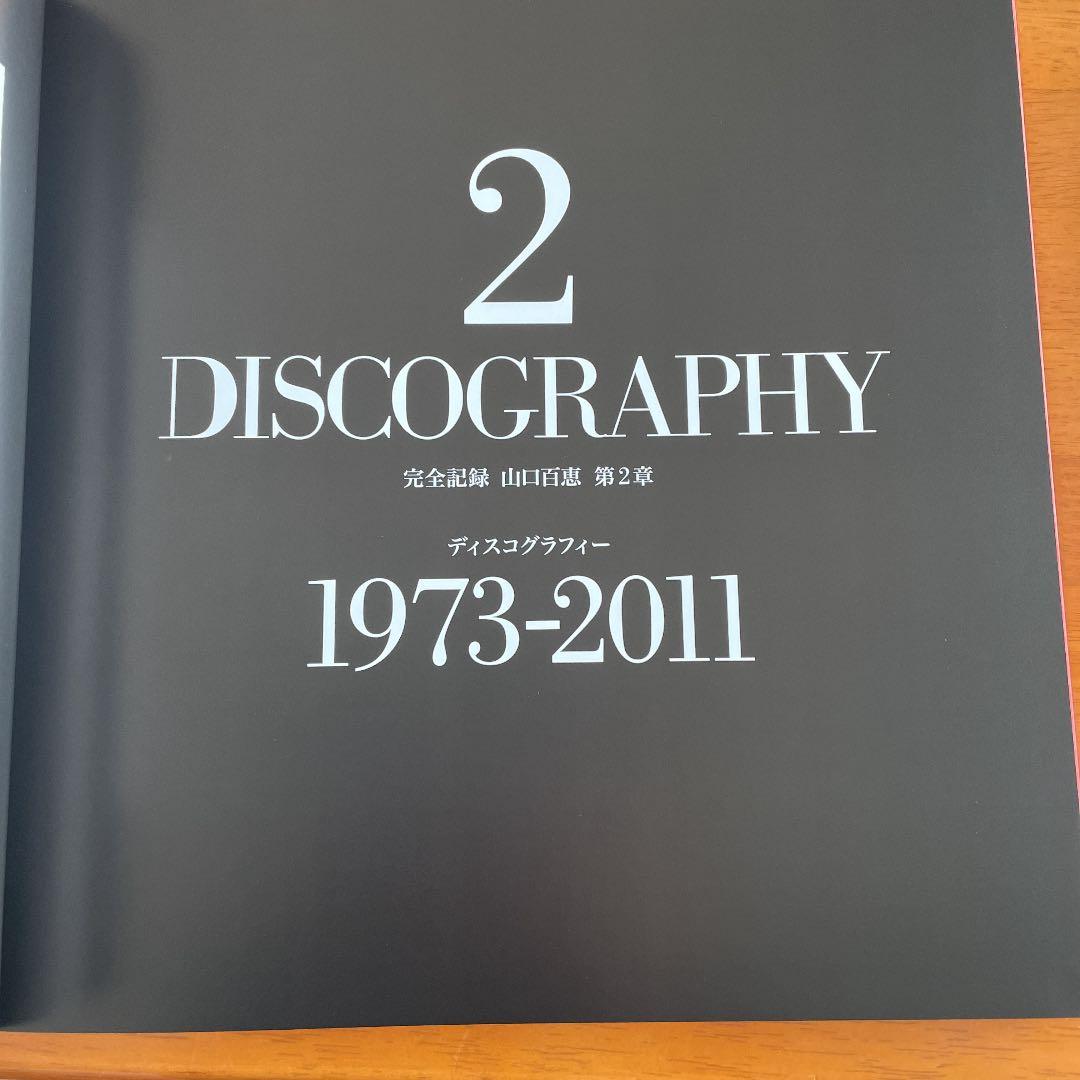 2
DISCOGRAPHY
完全記録 山口百恵 第2章
ディスコグラフィー
1973-2011